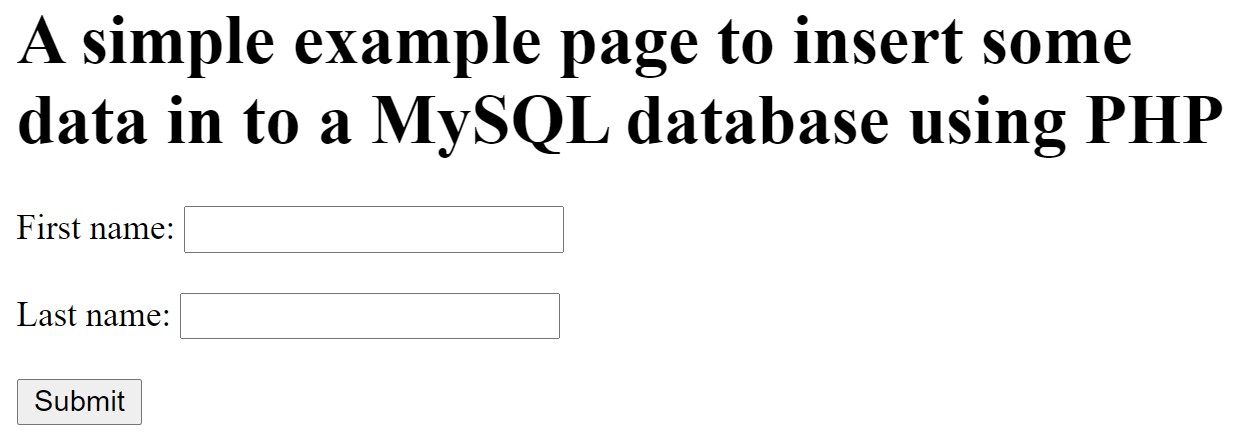 A simple example page to insert some
data in to a MySQL database using PHP
First name:
Last name:
Submit